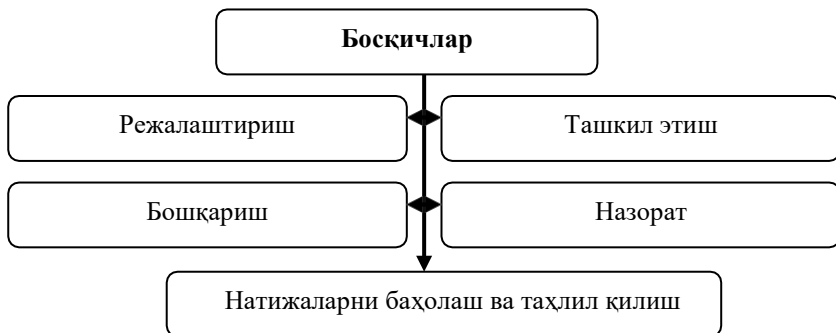 Босқичлар
Режалаштириш
Ташкил этиш
Бошқариш
Назорат
Натижаларни баҳолаш ва таҳлил қилиш